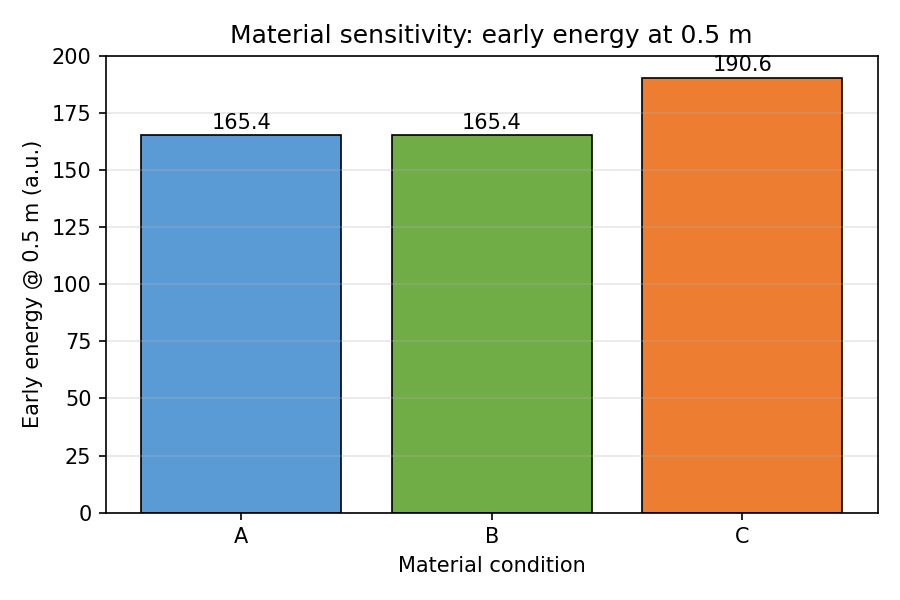 Material sensitivity: early energy at 0.5 m
Early energy @ 0.5 m (a.u.)
200
175
150
125
100
75
50
25
0
165.4
165.4
190.6
A
B
C
Material condition